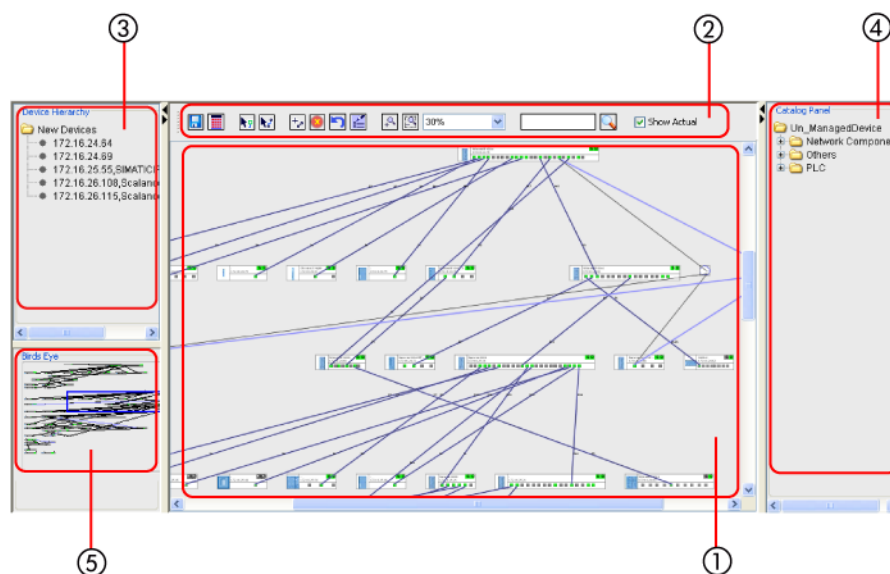 ③
②
④
Device Hierarchy
New Devices
172.16.24.64
172.16.24.69
172.16.25.55,SIMATIC
172.16.26.108,Scalanc
172.16.26.115,Scalanc
30%
Show Actual
Catalog Panel
Un_ManagedDevice
Network Compone
Others
PLC
Birds Eye
⑤
①